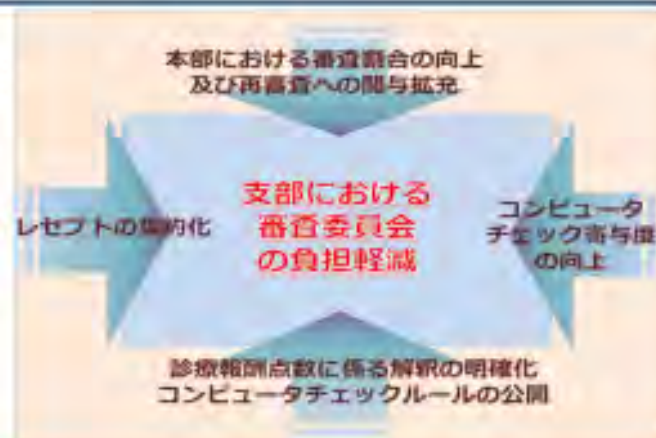 本部における審査割合の向上
及び再審査への関与拡充
支部における
審査委員会
の負担軽減
レセプトの集約化
コンピュータ
チェック寄与度
の向上
診療報酬点数に係る解釈の明確化
コンピュータチェックルールの公開